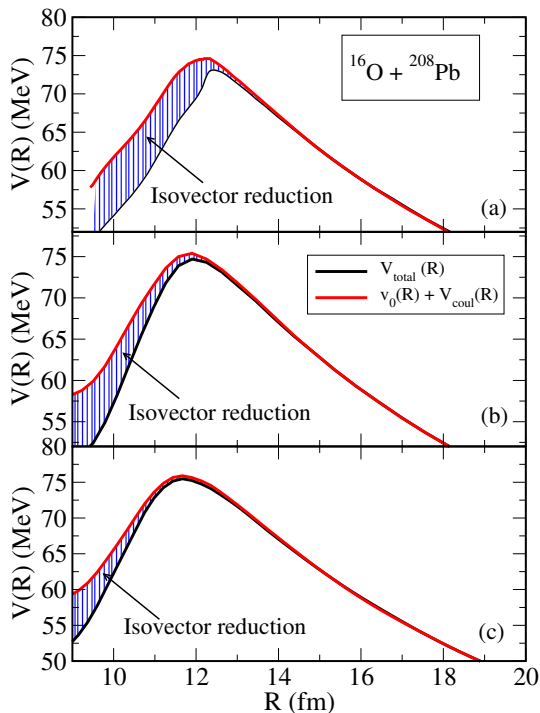 80
75
70
65
60
55
V(R) (MeV)
¹⁶O + ²⁰⁸Pb
Isovector reduction
(a)
75
70
65
60
55
80
V(R) (MeV)
V_total (R)
v₀(R) + V_coul(R)
Isovector reduction
(b)
75
70
65
60
55
50
V(R) (MeV)
Isovector reduction
(c)
10 12 14 16 18 20
R (fm)